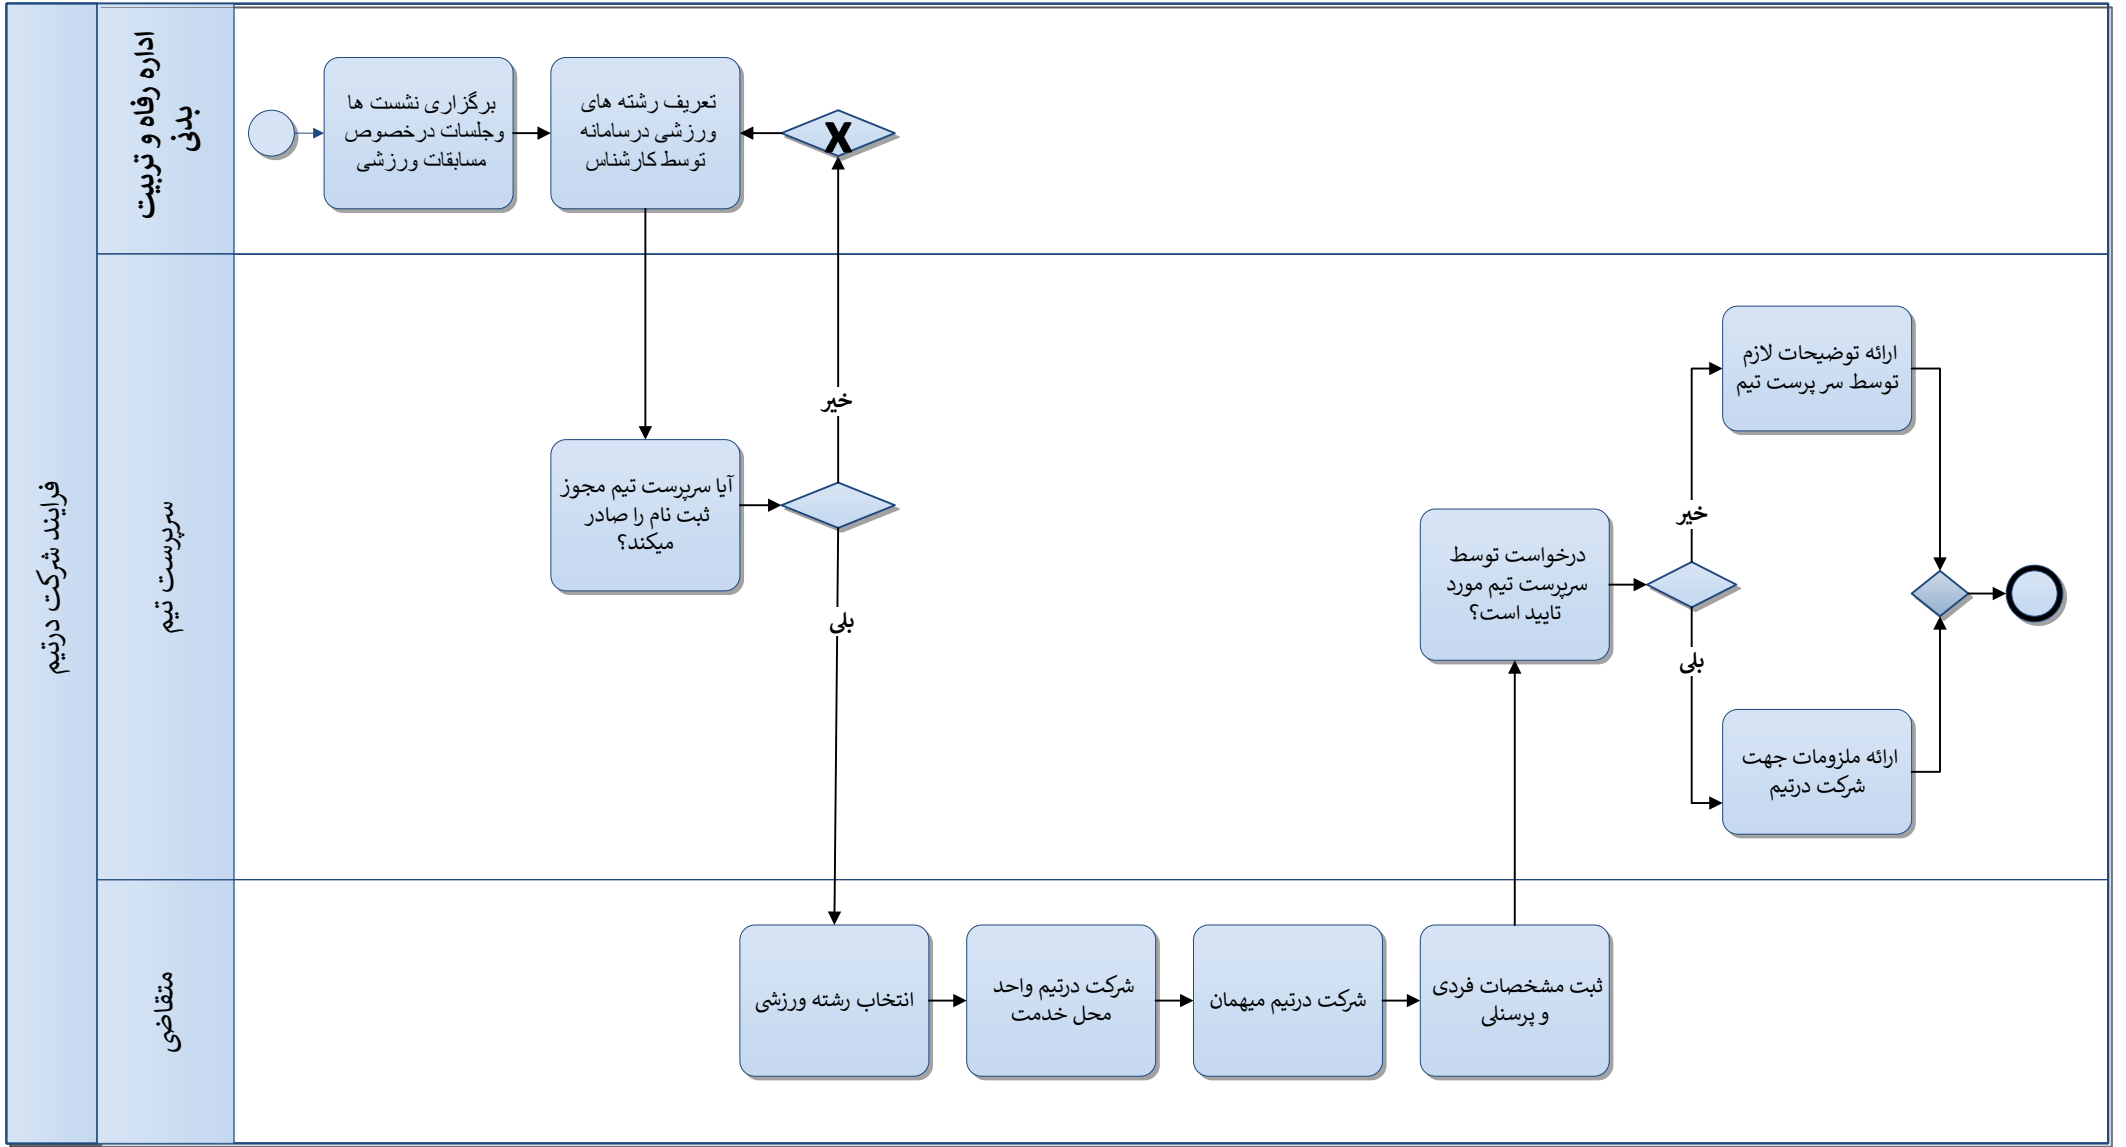 فرایند شرکت درتیم
اداره رفاه و تربیت
بدنی
برگزاری نشست ها
وجلسات درخصوص
مسابقات ورزشی
تعریف رشته های
ورزشی درسامانه
توسط کارشناس
X
سرپرست تیم
آیا سرپرست تیم مجوز
ثبت نام را صادر
میکند؟
خیر
بلی
درخواست توسط
سرپرست تیم مورد
تایید است؟
خیر
بلی
ارائه توضیحات لازم
توسط سر پرست تیم
ارائه ملزومات جهت
شرکت درتیم
متقاضی
انتخاب رشته ورزشی
شرکت درتیم واحد
محل خدمت
شرکت درتیم میهمان
ثبت مشخصات فردی
و پرسنلی